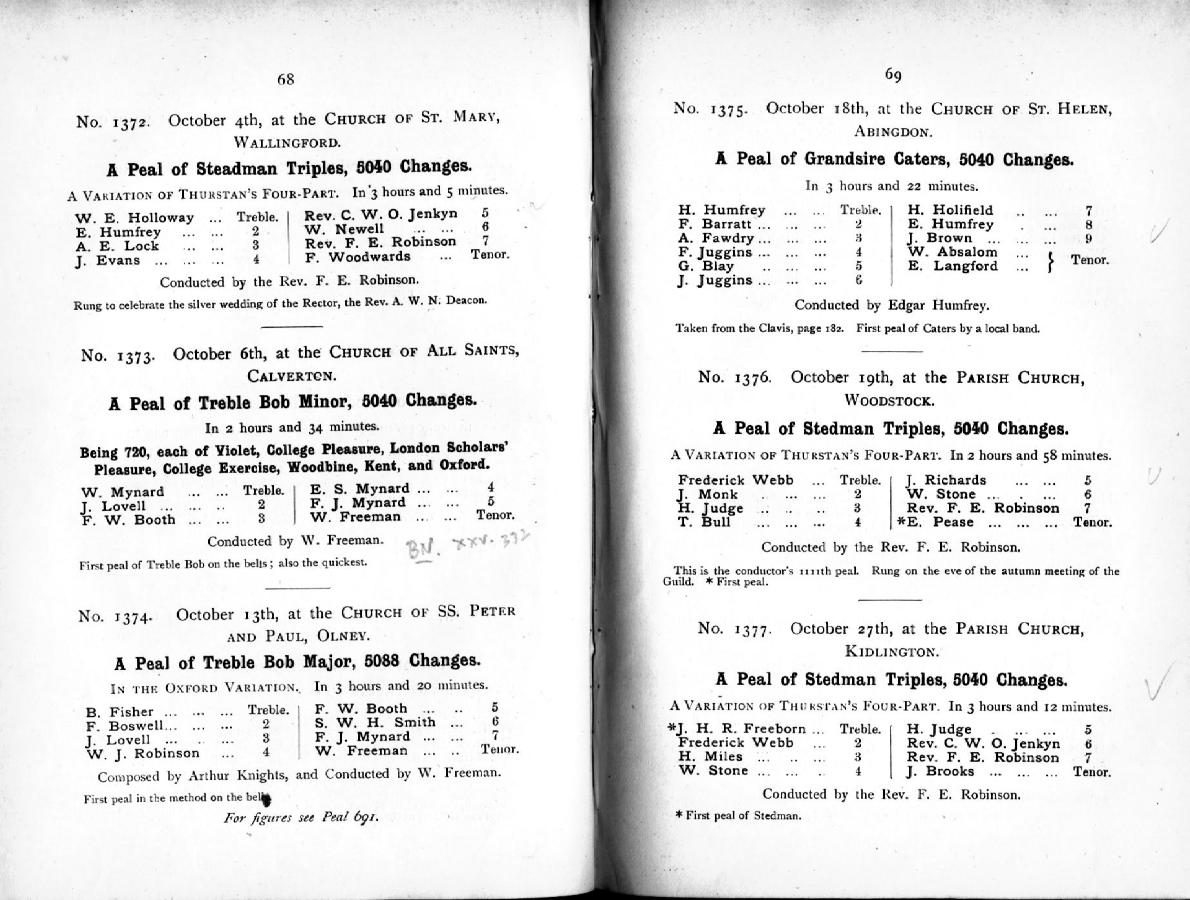 68
No. 1372. October 4th, at the Church of St. Mary,
Wallingford.
A Peal of Steadman Triples, 5040 Changes.
A Variation of Thurstan's Four-Part. In 3 hours and 5 minutes.
W. E. Holloway ... Treble. | Rev. C. W. O. Jenkyn 5
E. Humfrey ... ... 2 | W. Newell ... ... 6
A. E. Lock ... ... 3 | Rev. F. E. Robinson 7
J. Evans ... ... ... 4 | F. Woodwards ... Tenor.
Conducted by the Rev. F. E. Robinson.
Rung to celebrate the silver wedding of the Rector, the Rev. A. W. N. Deacon.
No. 1373. October 6th, at the Church of All Saints,
Calverton.
A Peal of Treble Bob Minor, 5040 Changes.
In 2 hours and 34 minutes.
Being 720, each of Violet, College Pleasure, London Scholars'
Pleasure, College Exercise, Woodbine, Kent, and Oxford.
W. Mynard ... ... Treble. | E. S. Mynard ... ... 4
J. Lovell ... ... .. 2 | F. J. Mynard ... ... 5
F. W. Booth ... ... 3 | W. Freeman ... ... Tenor.
Conducted by W. Freeman.
BN. XXV. 372
First peal of Treble Bob on the bells; also the quickest.
No. 1374. October 13th, at the Church of SS. Peter
and Paul, Olney.
A Peal of Treble Bob Major, 5088 Changes.
In the Oxford Variation. In 3 hours and 20 minutes.
B. Fisher ... ... ... Treble. | F. W. Booth ... .. 5
F. Boswell... ... ... 2 | S. W. H. Smith ... 6
J. Lovell ... .. ... 3 | F. J. Mynard ... ... 7
W. J. Robinson ... 4 | W. Freeman ... .. Tenor.
Composed by Arthur Knights, and Conducted by W. Freeman.
First peal in the method on the bells
For figures see Peal 691.
69
No. 1375. October 18th, at the Church of St. Helen,
Abingdon.
A Peal of Grandsire Caters, 5040 Changes.
In 3 hours and 22 minutes.
H. Humfrey ... ... Treble. | H. Holifield .. ... 7
F. Barratt ... ... ... 2 | E. Humfrey . ... 8
A. Fawdry ... ... ... 3 | J. Brown ... ... ... 9
F. Juggins ... ... ... 4 | W. Absalom ... } Tenor.
G. Blay .. ... ... 5 | E. Langford ...
J. Juggins ... ... ... 6
Conducted by Edgar Humfrey.
Taken from the Clavis, page 182. First peal of Caters by a local band.
No. 1376. October 19th, at the Parish Church,
Woodstock.
A Peal of Stedman Triples, 5040 Changes.
A Variation of Thurstan's Four-Part. In 2 hours and 58 minutes.
Frederick Webb ... Treble. | J. Richards ... ... 5
J. Monk . ... ... 2 | W. Stone ... . ... 6
H. Judge .. .. .. 3 | Rev. F. E. Robinson 7
T. Bull ... ... ... 4 | *E. Pease ... ... ... Tenor.
Conducted by the Rev. F. E. Robinson.
This is the conductor's 1111th peal. Rung on the eve of the autumn meeting of the
Guild. * First peal.
No. 1377. October 27th, at the Parish Church,
Kidlington.
A Peal of Stedman Triples, 5040 Changes.
A Variation of Thurstan's Four-Part. In 3 hours and 12 minutes.
*J. H. R. Freeborn ... Treble. | H. Judge . ... ... 5
Frederick Webb ... 2 | Rev. C. W. O. Jenkyn 6
H. Miles ... .. ... 3 | Rev. F. E. Robinson 7
W. Stone ... ... .. 4 | J. Brooks ... ... ... Tenor.
Conducted by the Rev. F. E. Robinson.
* First peal of Stedman.